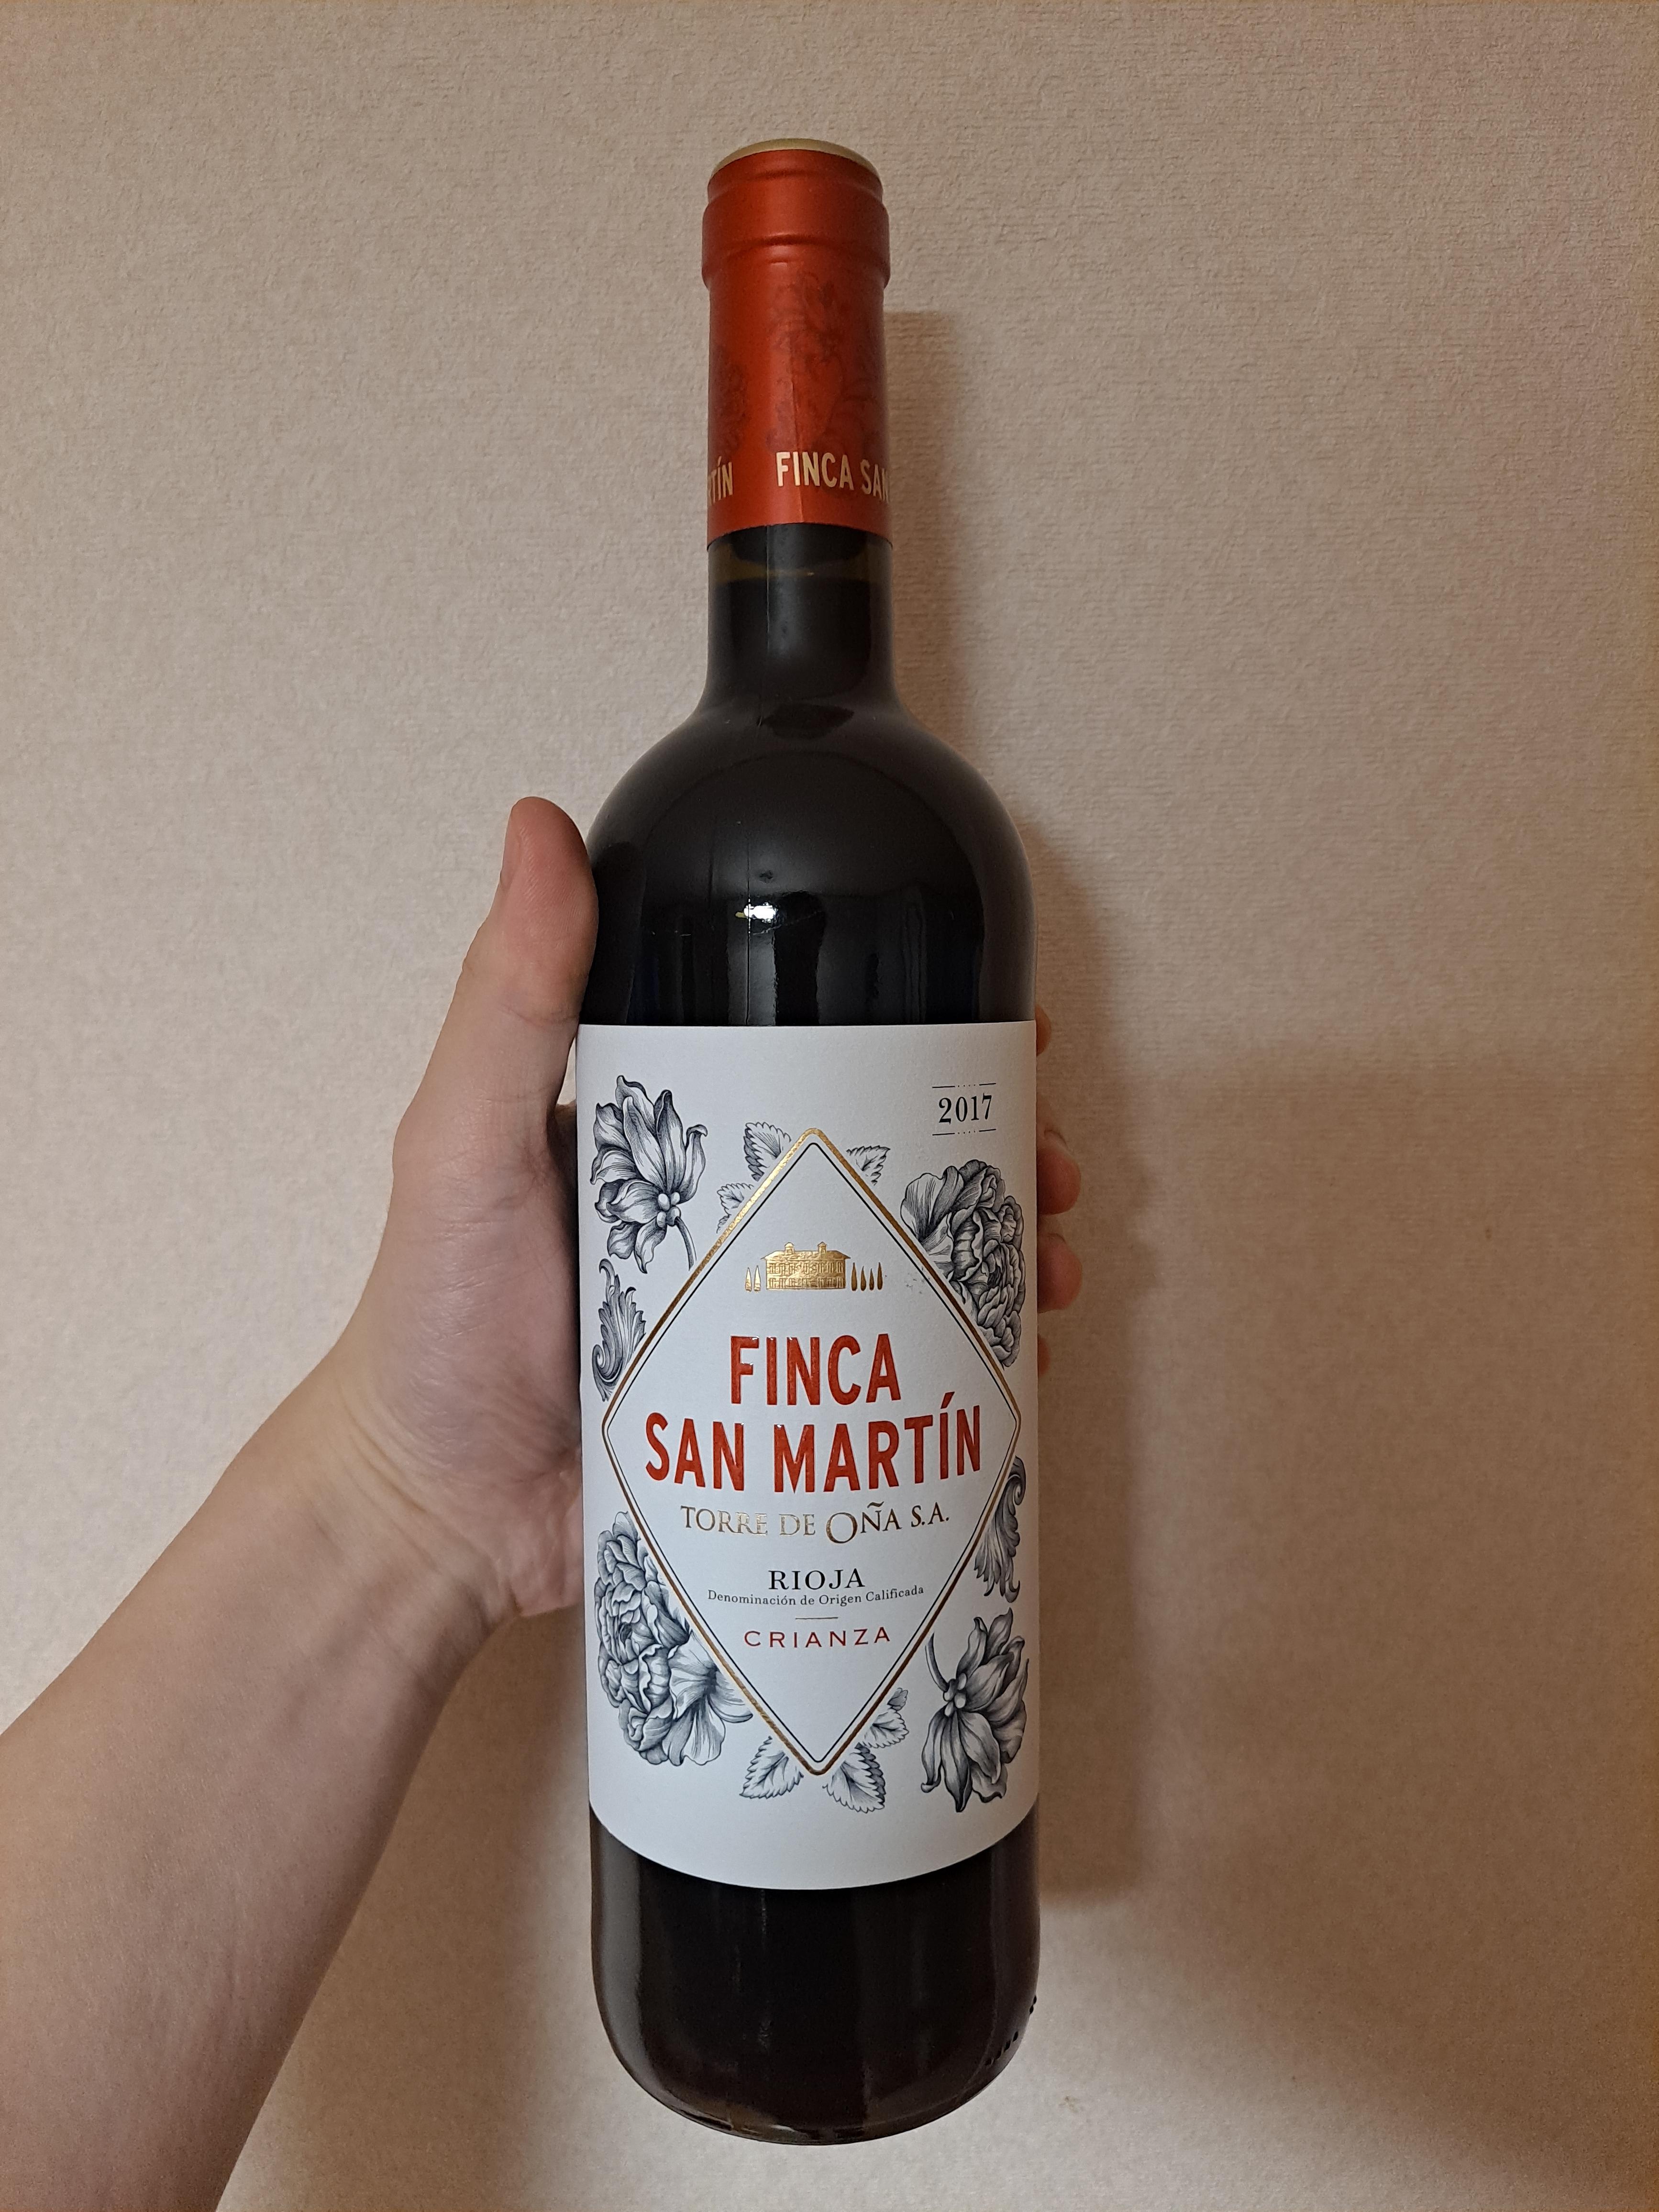 FINCA SAN
2017
FINCA
SAN MARTÍN
TORRE DE OÑA S.A.
RIOJA
Denominación de Origen Calificada
CRIANZA